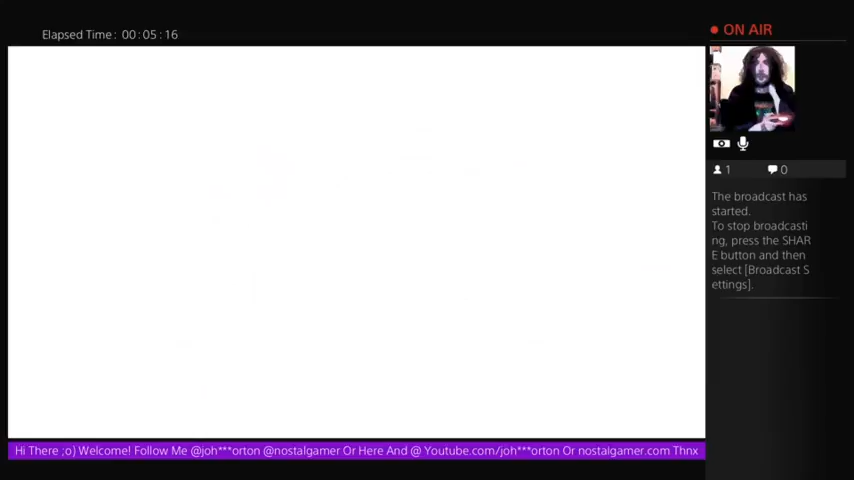 Elapsed Time: 00:05:16
ON AIR
1
0
The broadcast has
started.
To stop broadcasti
ng, press the SHAR
E button and then
select [Broadcast S
ettings].
Hi There ;o) Welcome! Follow Me @joh***orton @nostalgamer Or Here And @ Youtube.com/joh***orton Or nostalgamer.com Thnx